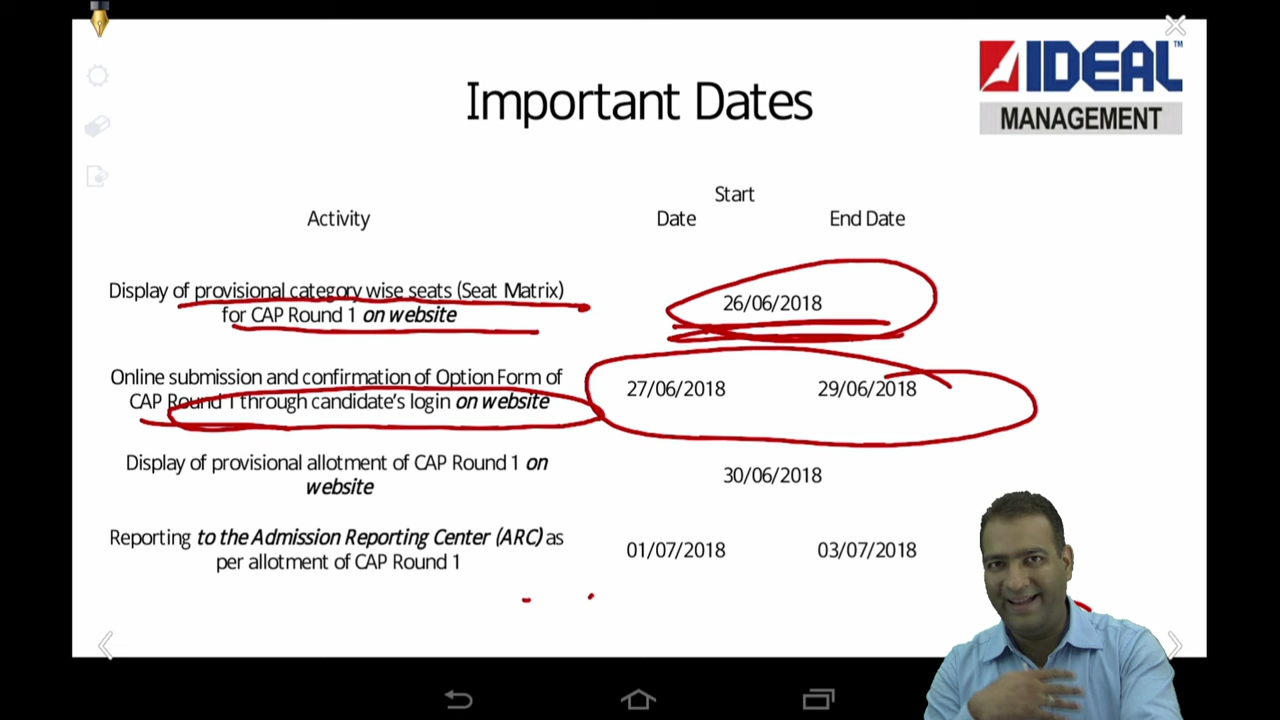 IDEAL™
MANAGEMENT
Important Dates
Start
Activity Date End Date
Display of provisional category wise seats (Seat Matrix)
for CAP Round 1 on website
26/06/2018
Online submission and confirmation of Option Form of
CAP Round 1 through candidate's login on website
27/06/2018 29/06/2018
Display of provisional allotment of CAP Round 1 on
website
30/06/2018
Reporting to the Admission Reporting Center (ARC) as
per allotment of CAP Round 1
01/07/2018 03/07/2018